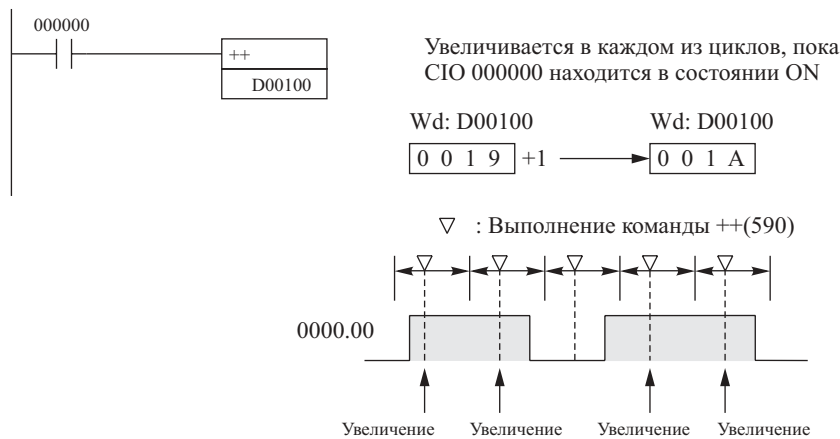 000000
++
D00100
Увеличивается в каждом из циклов, пока
CIO 000000 находится в состоянии ON
Wd: D00100 Wd: D00100
0 0 1 9 +1 0 0 1 A
: Выполнение команды ++(590)
0000.00
Увеличение Увеличение Увеличение Увеличение